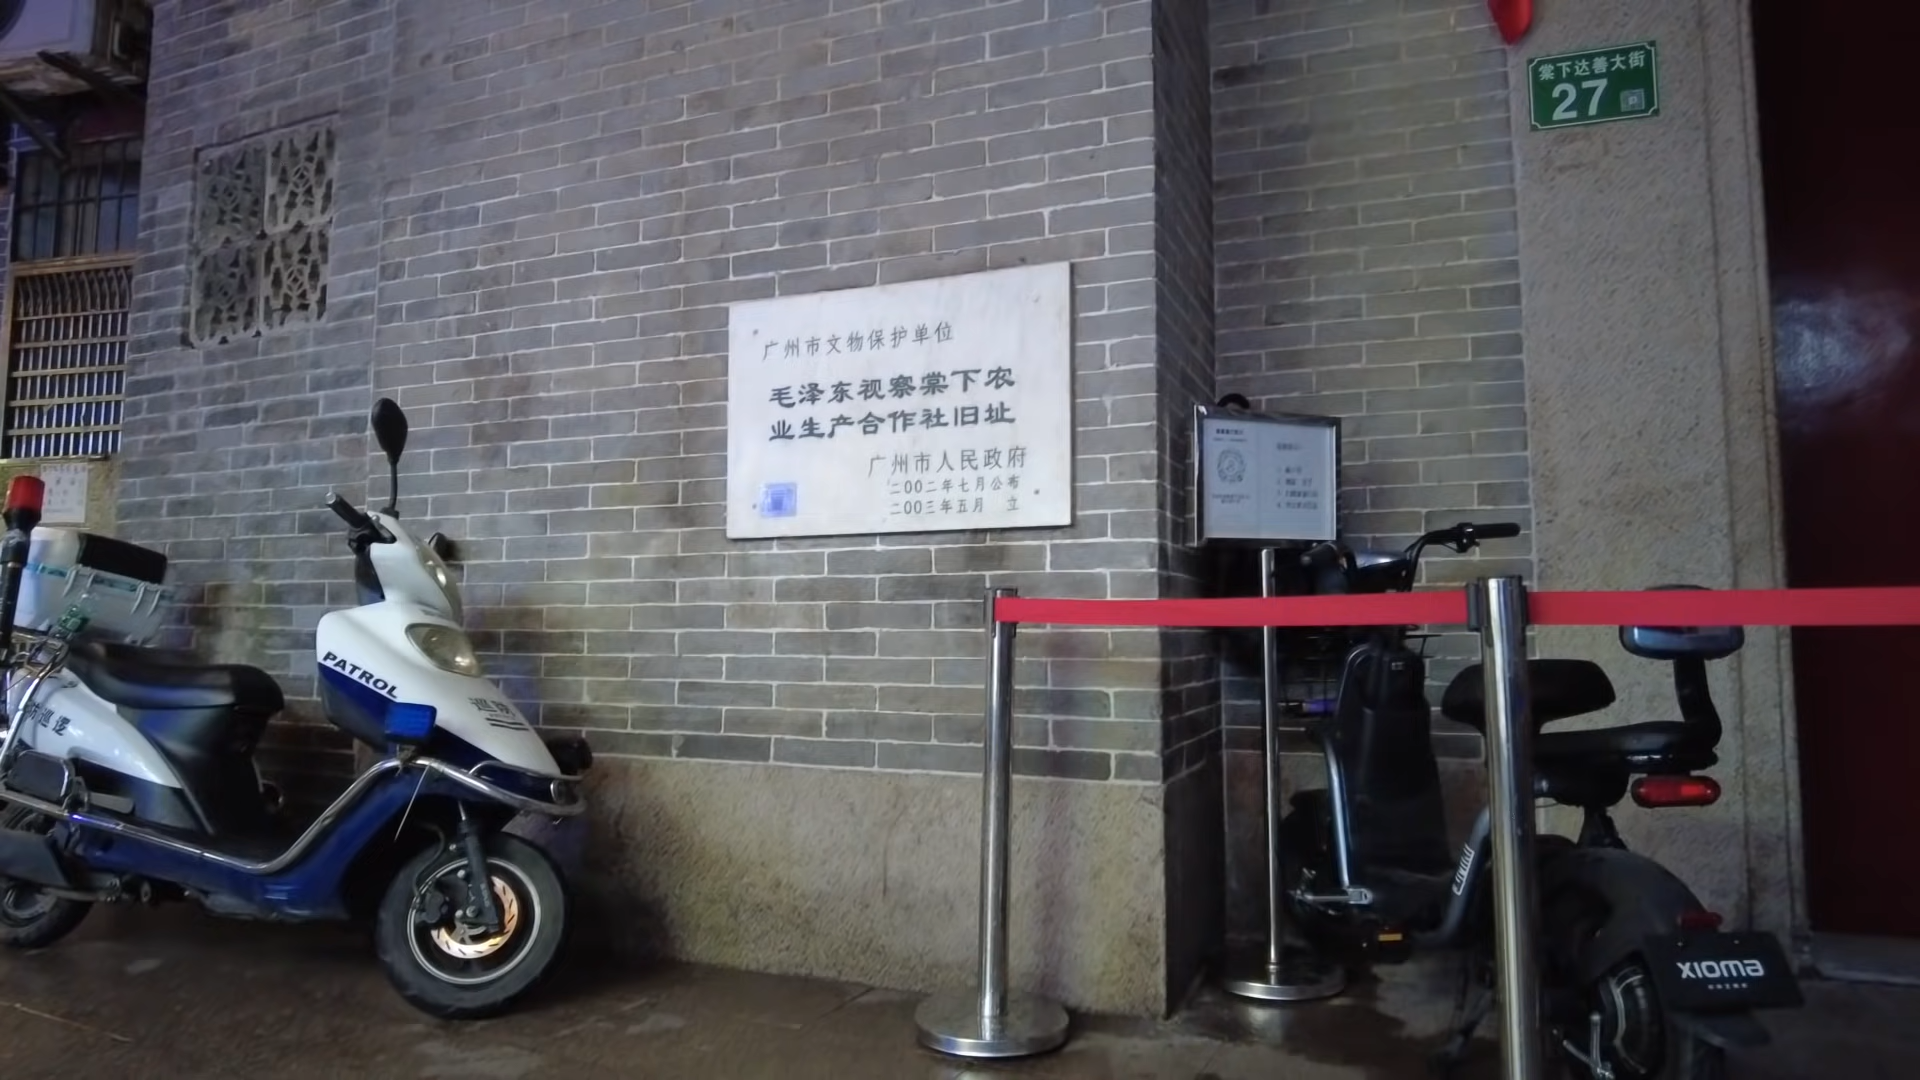 棠下达善大街
27
广州市文物保护单位
毛泽东视察棠下农
业生产合作社旧址
广州市人民政府
二00二年七月公布
二00三年五月 立
PATROL
防巡逻
XIOMA